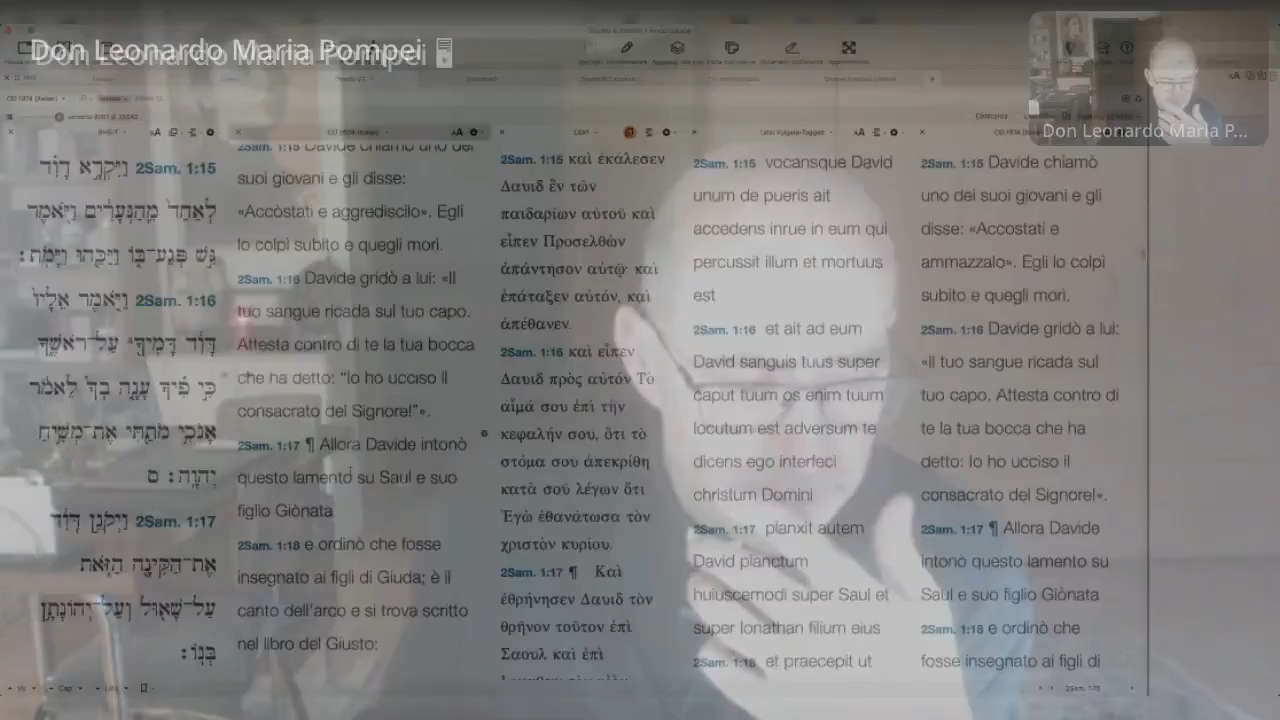 Don Leonardo Maria Pompei
Don Leonardo Maria P...
2Sam. 1:15 וַיִּקְרָ֣א דָוִ֗ד
לְאַחַד֙ מֵֽהַנְּעָרִ֔ים וַיֹּ֖אמֶר
גַּ֣שׁ פְּגַע־בּ֑וֹ וַיַּכֵּ֖הוּ וַיָּמֹֽת׃
2Sam. 1:16 וַיֹּ֤אמֶר אֵלָיו֙
דָּוִ֔ד דָּמְיךָ֖ עַל־רֹאשֶׁ֑ךָ
כִּ֣י פִ֗יךָ עָנָ֤ה בְךָ֙ לֵאמֹ֔ר
אָנֹכִ֥י מֹתַ֖תִּי אֶת־מְשִׁ֥יחַ
יְהוָֽה׃ ס
2Sam. 1:17 וַיְקֹנֵ֣ן דָּוִ֔ד
אֶת־הַקִּינָ֖ה הַזֹּ֑את
עַל־שָׁא֖וּל וְעַל־יְהוֹנָתָ֥ן
בְּנֽוֹ׃
2Sam. 1:15 Davide chiamò uno dei
suoi giovani e gli disse:
«Accòstati e aggrediscilo». Egli
lo colpì subito e quegli morì.
2Sam. 1:16 Davide gridò a lui: «Il
tuo sangue ricada sul tuo capo.
Attesta contro di te la tua bocca
che ha detto: “Io ho ucciso il
consacrato del Signore!”».
2Sam. 1:17 ¶ Allora Davide intonò
questo lamento su Saul e suo
figlio Giònata
2Sam. 1:18 e ordinò che fosse
insegnato ai figli di Giuda; è il
canto dell’arco e si trova scritto
nel libro del Giusto:
2Sam. 1:15 καὶ ἐκάλεσεν
Δαυιδ ἓν τῶν
παιδαρίων αὐτοῦ καὶ
εἶπεν Προσελθὼν
ἀπάντησον αὐτῷ· καὶ
ἐπάταξεν αὐτόν, καὶ
ἀπέθανεν.
2Sam. 1:16 καὶ εἶπεν
Δαυιδ πρὸς αὐτόν Τὸ
αἷμά σου ἐπὶ τὴν
κεφαλήν σου, ὅτι τὸ
στόμα σου ἀπεκρίθη
κατὰ σοῦ λέγων ὅτι
Ἐγὼ ἐθανάτωσα τὸν
χριστὸν κυρίου.
2Sam. 1:17 ¶ Καὶ
ἐθρήνησεν Δαυιδ τὸν
θρῆνον τοῦτον ἐπὶ
Σαουλ καὶ ἐπὶ
2Sam. 1:15 vocansque David
unum de pueris ait
accedens inrue in eum qui
percussit illum et mortuus
est
2Sam. 1:16 et ait ad eum
David sanguis tuus super
caput tuum os enim tuum
locutum est adversum te
dicens ego interfeci
christum Domini
2Sam. 1:17 planxit autem
David planctum
huiuscemodi super Saul et
super Ionathan filium eius
2Sam. 1:18 et praecepit ut
2Sam. 1:15 Davide chiamò
uno dei suoi giovani e gli
disse: «Accostati e
ammazzalo». Egli lo colpì
subito e quegli morì.
2Sam. 1:16 Davide gridò a lui:
«Il tuo sangue ricada sul
tuo capo. Attesta contro di
te la tua bocca che ha
detto: Io ho ucciso il
consacrato del Signore!».
2Sam. 1:17 ¶ Allora Davide
intonò questo lamento su
Saul e suo figlio Giònata
2Sam. 1:18 e ordinò che
fosse insegnato ai figli di